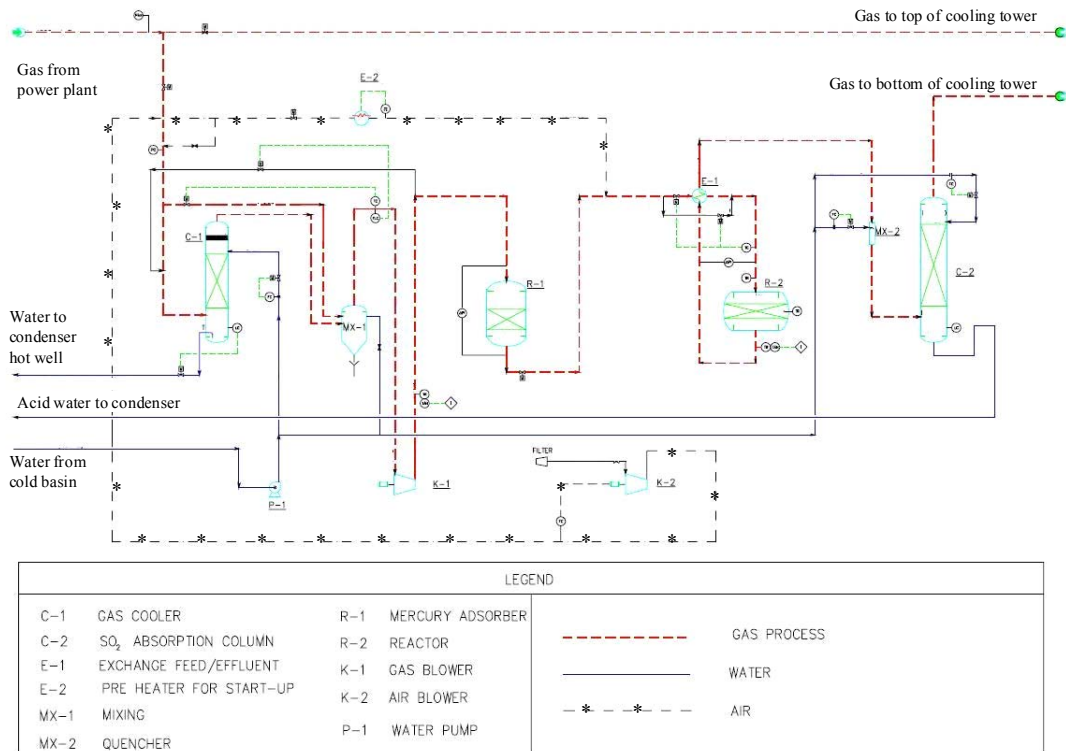 Gas to top of cooling tower
Gas from
power plant
E-2
Gas to bottom of cooling tower
E-1
C-1
MX-2
C-2
R-1
R-2
MX-1
Water to
condenser
hot well
Acid water to condenser
Water from
cold basin
FILTER
P-1
K-1
K-2
LEGEND
C-1 GAS COOLER
C-2 SO₂ ABSORPTION COLUMN
E-1 EXCHANGE FEED/EFFLUENT
E-2 PRE HEATER FOR START-UP
MX-1 MIXING
MX-2 QUENCHER
R-1 MERCURY ADSORBER
R-2 REACTOR
K-1 GAS BLOWER
K-2 AIR BLOWER
P-1 WATER PUMP
GAS PROCESS
WATER
AIR